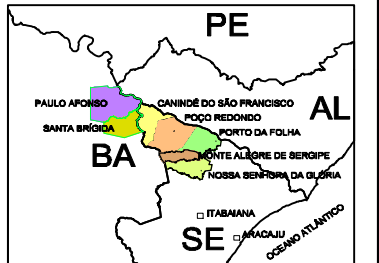 PE
PAULO AFONSO
CANINDÉ DO SÃO FRANCISCO
AL
POÇO REDONDO
SANTA BRÍGIDA
PORTO DA FOLHA
BA
MONTE ALEGRE DE SERGIPE
NOSSA SENHORA DA GLÓRIA
ITABAIANA
SE
ARACAJU
OCEANO ATLÂNTICO